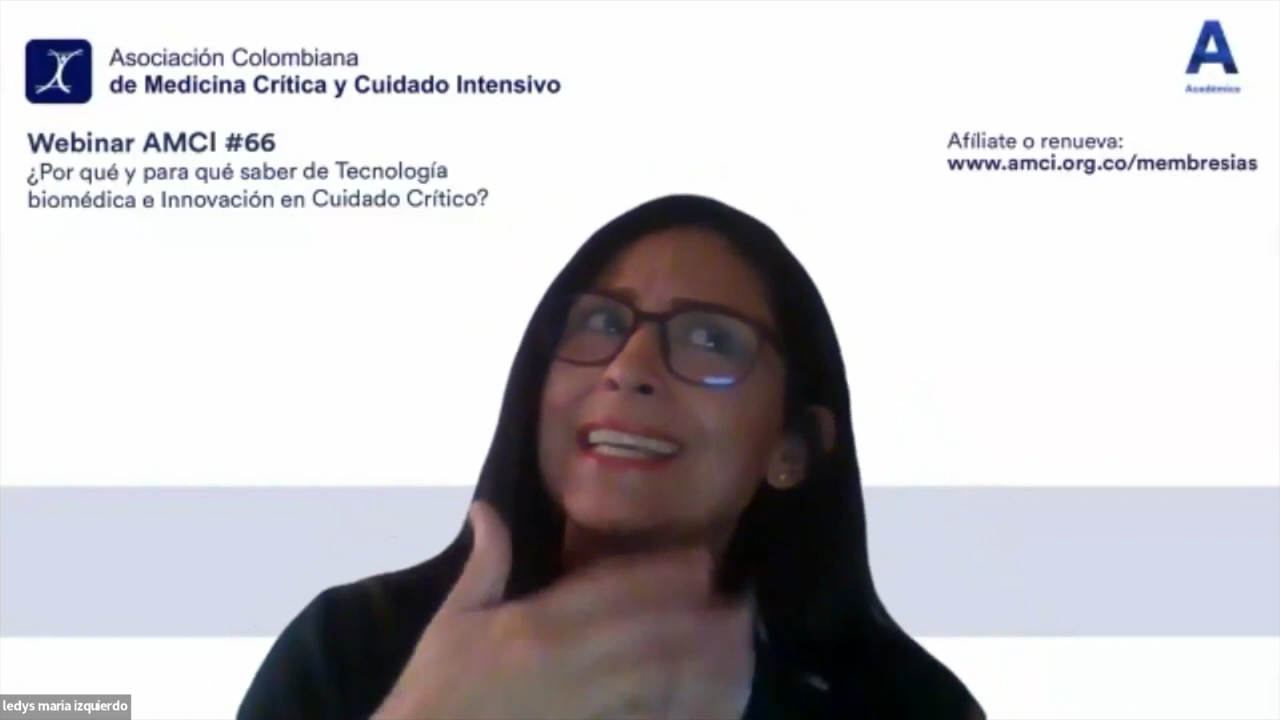 Asociación Colombiana
de Medicina Crítica y Cuidado Intensivo
A
Académico
Webinar AMCI #66
¿Por qué y para qué saber de Tecnología
biomédica e Innovación en Cuidado Crítico?
Afíliate o renueva:
www.amci.org.co/membresias
ledys maria izquierdo